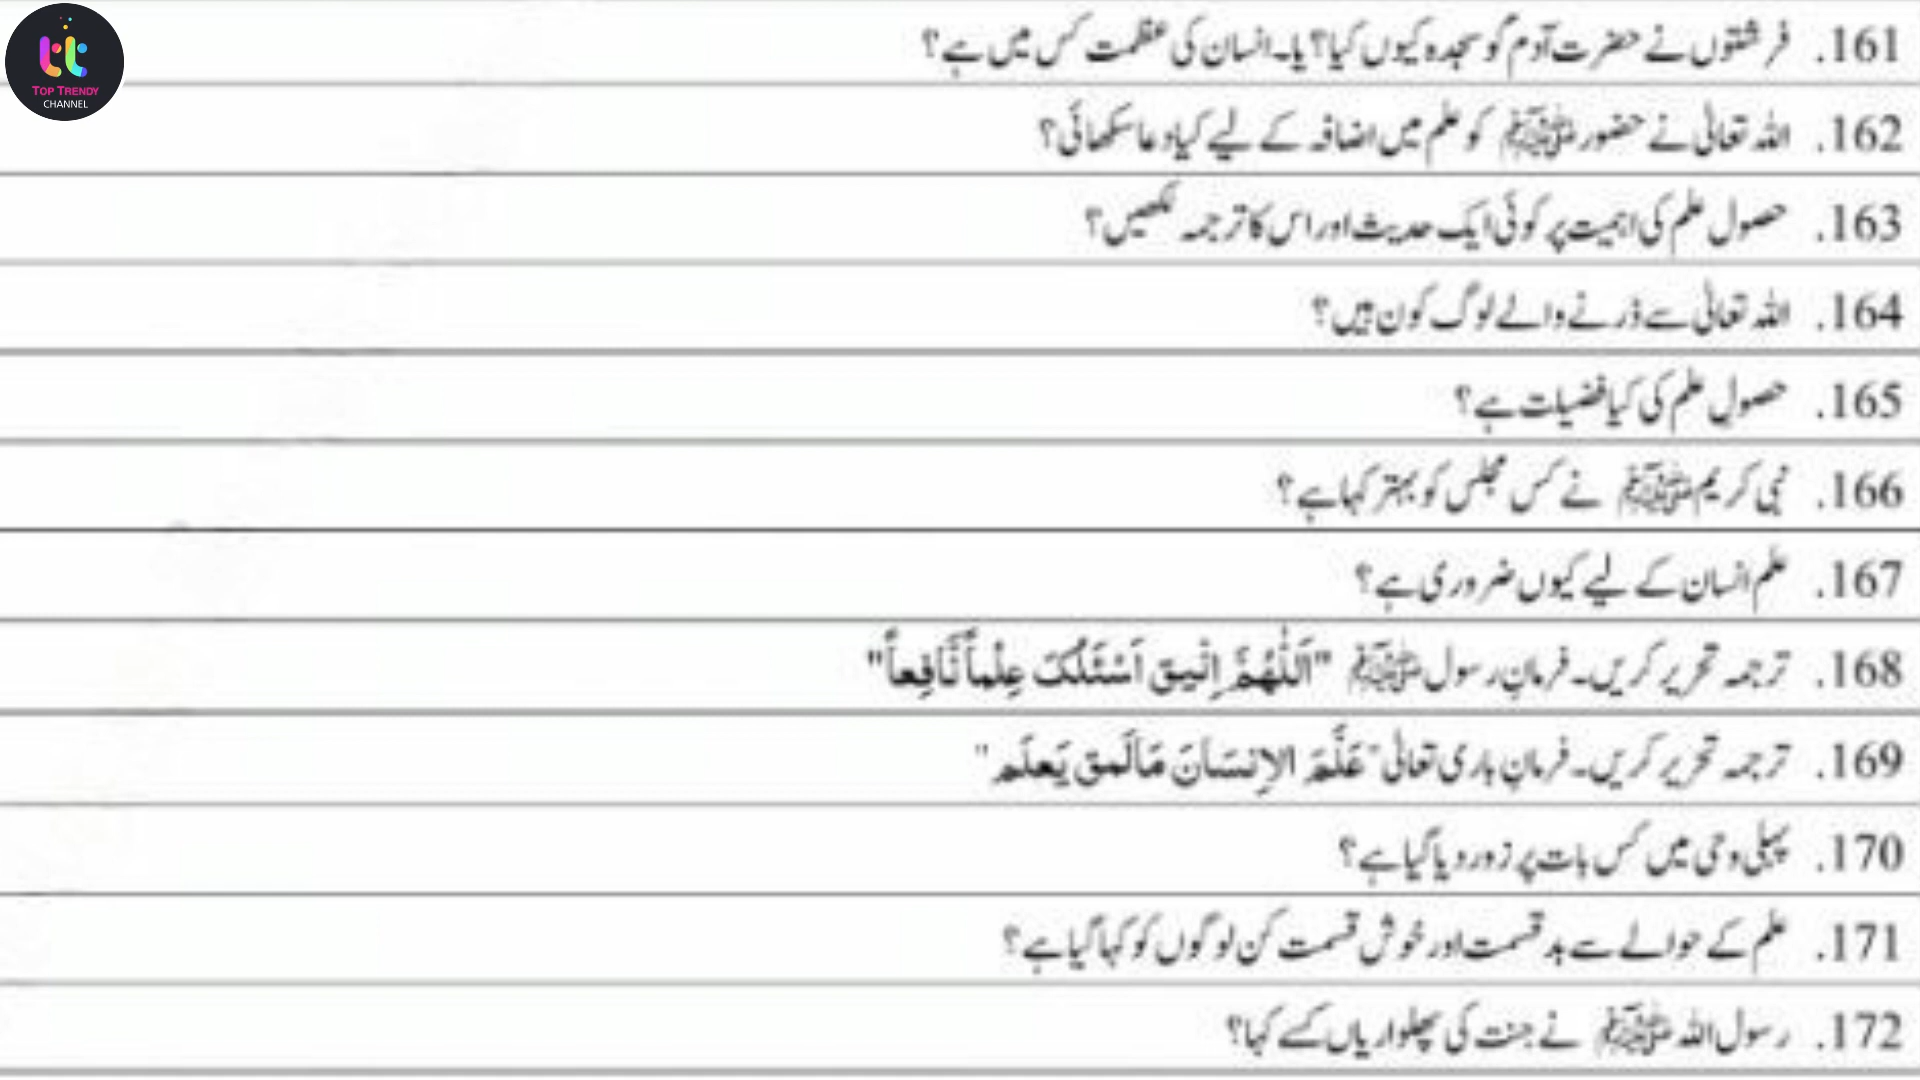 TOP TRENDY
CHANNEL
161. فرشتوں نے حضرت آدم کو سجدہ کیوں کیا؟ یا۔ انسان کی عظمت کس میں ہے؟
162. اللہ تعالیٰ نے حضور ﷺ کو علم میں اضافہ کے لیے کیا دعا سکھائی؟
163. حصول علم کی اہمیت پر کوئی ایک حدیث اور اس کا ترجمہ لکھیں؟
164. اللہ تعالیٰ سے ڈرنے والے لوگ کون ہیں؟
165. حصولِ علم کی کیا فضیلت ہے؟
166. نبی کریم ﷺ نے کس مجلس کو بہتر کہا ہے؟
167. علم انسان کے لیے کیوں ضروری ہے؟
168. ترجمہ تحریر کریں۔ فرمانِ رسول ﷺ "اَللّٰهُمَّ اِنِّیق اَسْئَلُکَ عِلْماً نَّافِعاً"
169. ترجمہ تحریر کریں۔ فرمانِ باری تعالیٰ "عَلَّمَ الاِنسَانَ مَالَمق یَعلَم"
170. پہلی وحی میں کس بات پر زور دیا گیا ہے؟
171. علم کے حوالے سے بد قسمت اور خوش قسمت کن لوگوں کو کہا گیا ہے؟
172. رسول اللہ ﷺ نے جنت کی پھلواریاں کسے کہا؟